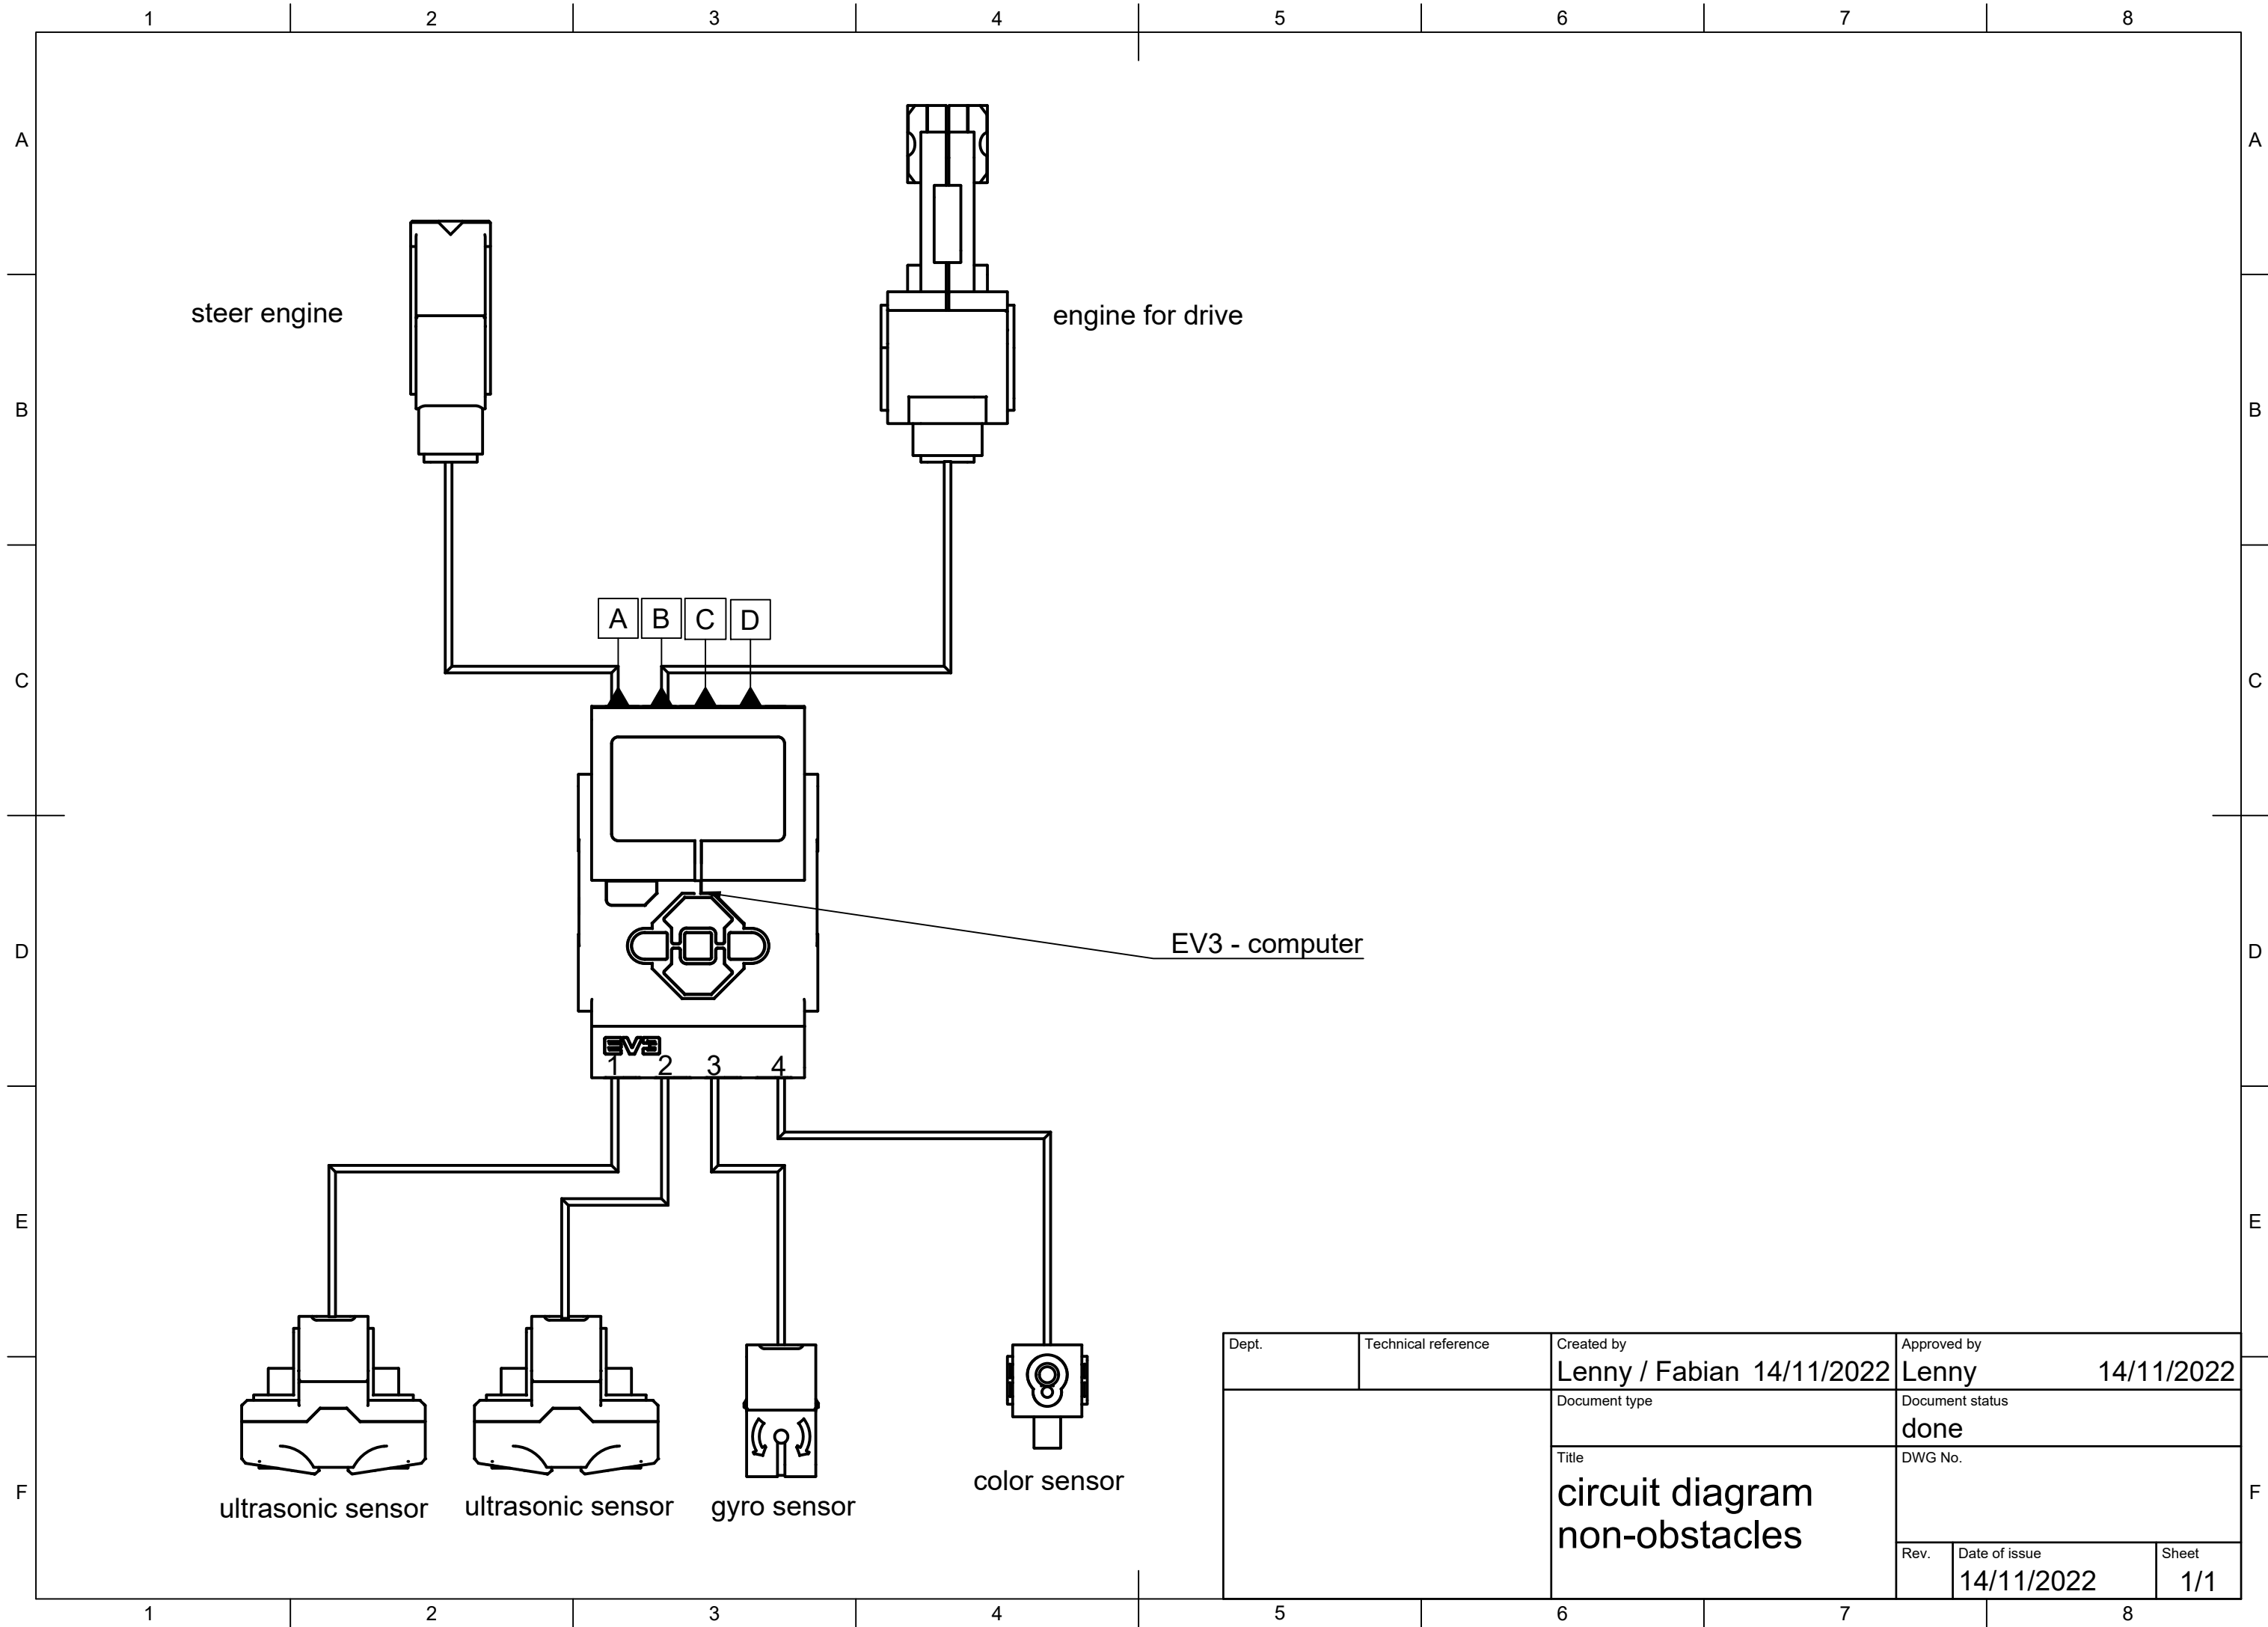 1 2 3 4 5 6 7 8
A A
steer engine
engine for drive
B B
A B C D
C C
EV3 - computer
D D
EV3
1 2 3 4
E E
Dept. Technical reference Created by Approved by
Lenny / Fabian 14/11/2022 Lenny 14/11/2022
Document type Document status
done
Title DWG No.
color sensor
circuit diagram
F F
ultrasonic sensor ultrasonic sensor gyro sensor
non-obstacles
Rev. Date of issue Sheet
14/11/2022 1/1
1 2 3 4 5 6 7 8